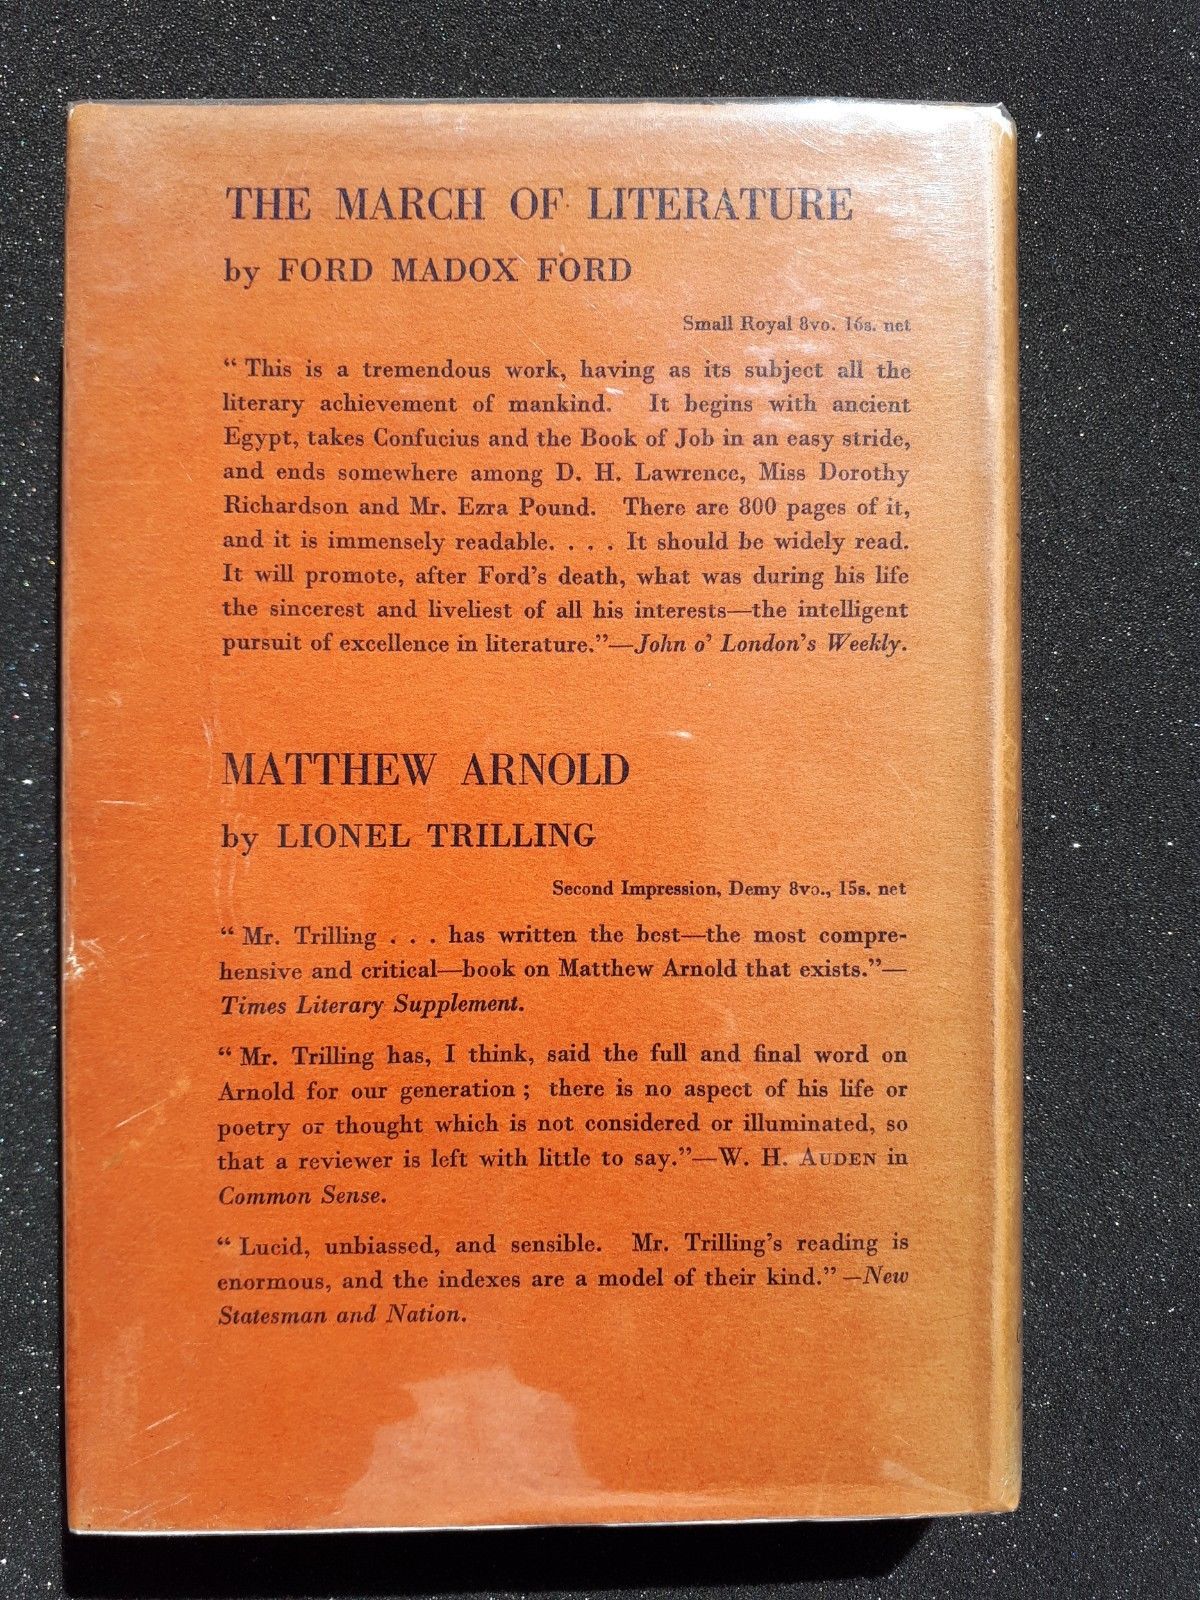 THE MARCH OF LITERATURE
by FORD MADOX FORD
Small Royal 8vo. 16s. net
“ This is a tremendous work, having as its subject all the
literary achievement of mankind. It begins with ancient
Egypt, takes Confucius and the Book of Job in an easy stride,
and ends somewhere among D. H. Lawrence, Miss Dorothy
Richardson and Mr. Ezra Pound. There are 800 pages of it,
and it is immensely readable. . . . It should be widely read.
It will promote, after Ford’s death, what was during his life
the sincerest and liveliest of all his interests—the intelligent
pursuit of excellence in literature.”—John o’ London’s Weekly.
MATTHEW ARNOLD
by LIONEL TRILLING
Second Impression, Demy 8vo., 15s. net
“ Mr. Trilling . . . has written the best—the most compre-
hensive and critical—book on Matthew Arnold that exists.”—
Times Literary Supplement.
“ Mr. Trilling has, I think, said the full and final word on
Arnold for our generation ; there is no aspect of his life or
poetry or thought which is not considered or illuminated, so
that a reviewer is left with little to say.”—W. H. AUDEN in
Common Sense.
“ Lucid, unbiassed, and sensible. Mr. Trilling’s reading is
enormous, and the indexes are a model of their kind.” —New
Statesman and Nation.